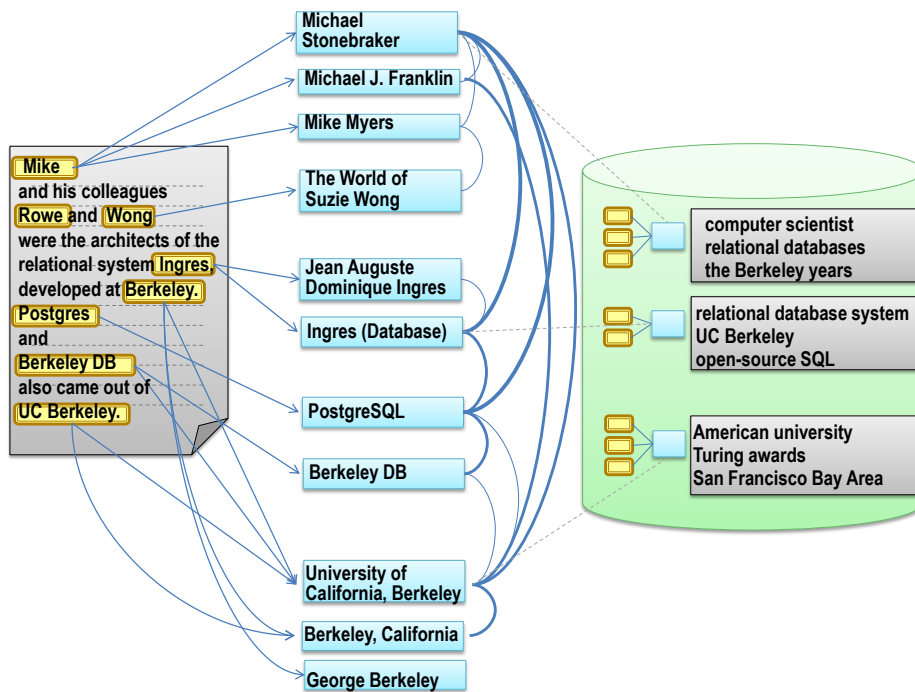 Mike
and his colleagues
Rowe and Wong
were the architects of the
relational system Ingres,
developed at Berkeley.
Postgres
and
Berkeley DB
also came out of
UC Berkeley.
Michael
Stonebraker
Michael J. Franklin
Mike Myers
The World of
Suzie Wong
Jean Auguste
Dominique Ingres
Ingres (Database)
PostgreSQL
Berkeley DB
University of
California, Berkeley
Berkeley, California
George Berkeley
computer scientist
relational databases
the Berkeley years
relational database system
UC Berkeley
open-source SQL
American university
Turing awards
San Francisco Bay Area